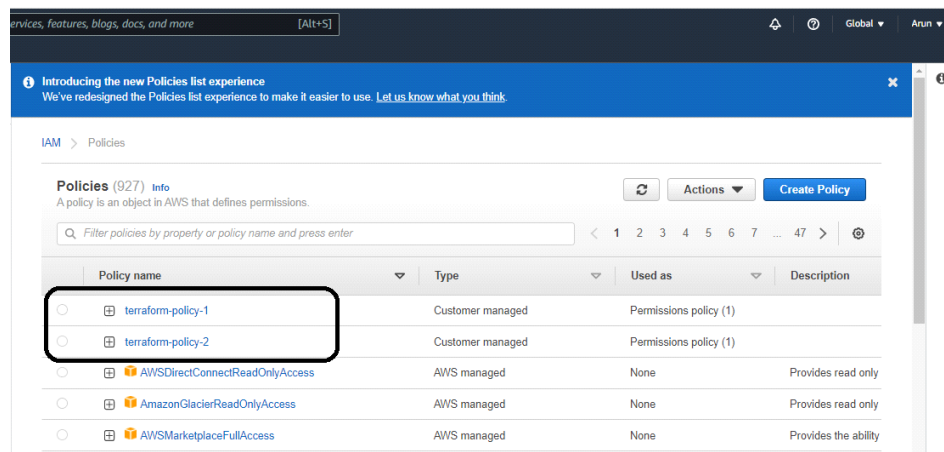 services, features, blogs, docs, and more [Alt+S] Global Arun
Introducing the new Policies list experience
We've redesigned the Policies list experience to make it easier to use. Let us know what you think.
IAM > Policies
Policies (927) Info
A policy is an object in AWS that defines permissions.
Actions
Create Policy
Filter policies by property or policy name and press enter
< 1 2 3 4 5 6 7 ... 47 >
Policy name Type Used as Description
terraform-policy-1 Customer managed Permissions policy (1)
terraform-policy-2 Customer managed Permissions policy (1)
AWSDirectConnectReadOnlyAccess AWS managed None Provides read only
AmazonGlacierReadOnlyAccess AWS managed None Provides read only
AWSMarketplaceFullAccess AWS managed None Provides the ability